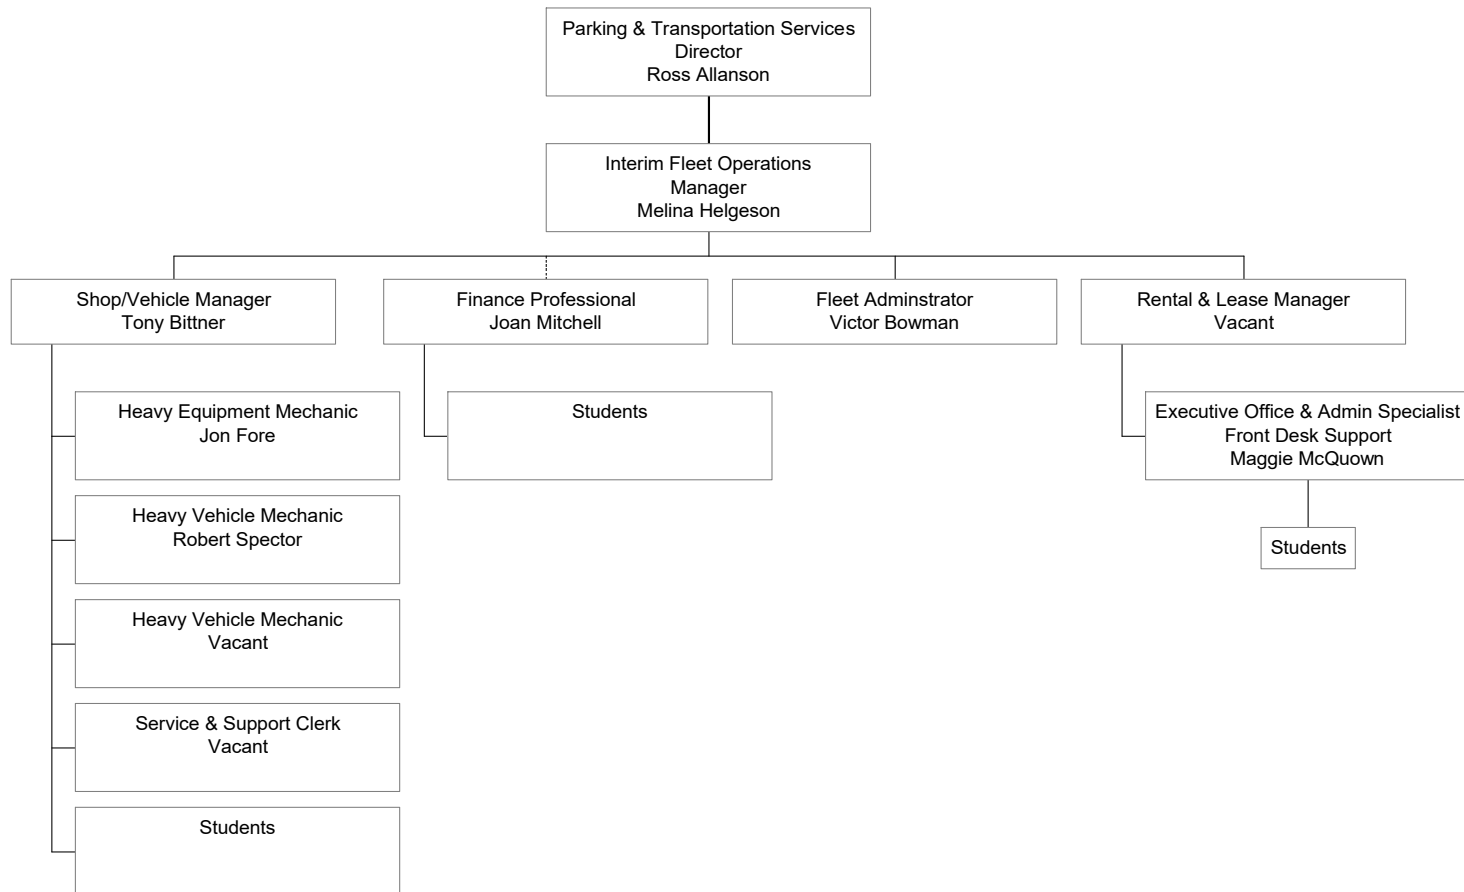 Parking & Transportation Services
Director
Ross Allanson
Interim Fleet Operations
Manager
Melina Helgeson
Shop/Vehicle Manager
Tony Bittner
Finance Professional
Joan Mitchell
Fleet Adminstrator
Victor Bowman
Rental & Lease Manager
Vacant
Heavy Equipment Mechanic
Jon Fore
Students
Executive Office & Admin Specialist
Front Desk Support
Maggie McQuown
Heavy Vehicle Mechanic
Robert Spector
Students
Heavy Vehicle Mechanic
Vacant
Service & Support Clerk
Vacant
Students